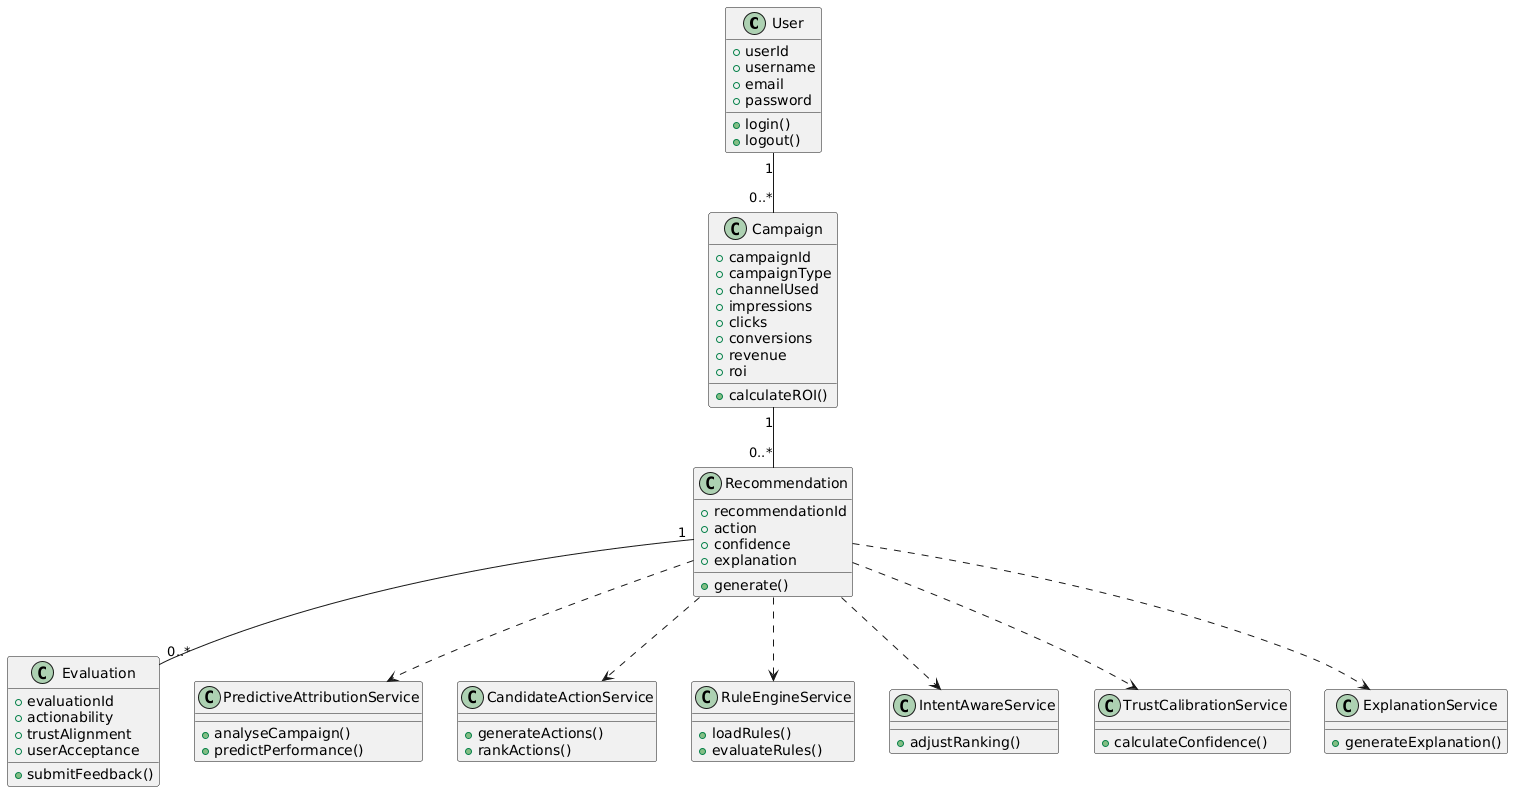 C User
userId
username
email
password
login()
logout()
1
0..*
C Campaign
campaignId
campaignType
channelUsed
impressions
clicks
conversions
revenue
roi
calculateROI()
1
0..*
C Recommendation
recommendationId
action
confidence
explanation
generate()
1
0..*
C Evaluation
evaluationId
actionability
trustAlignment
userAcceptance
submitFeedback()
C PredictiveAttributionService
analyseCampaign()
predictPerformance()
C CandidateActionService
generateActions()
rankActions()
C RuleEngineService
loadRules()
evaluateRules()
C IntentAwareService
adjustRanking()
C TrustCalibrationService
calculateConfidence()
C ExplanationService
generateExplanation()